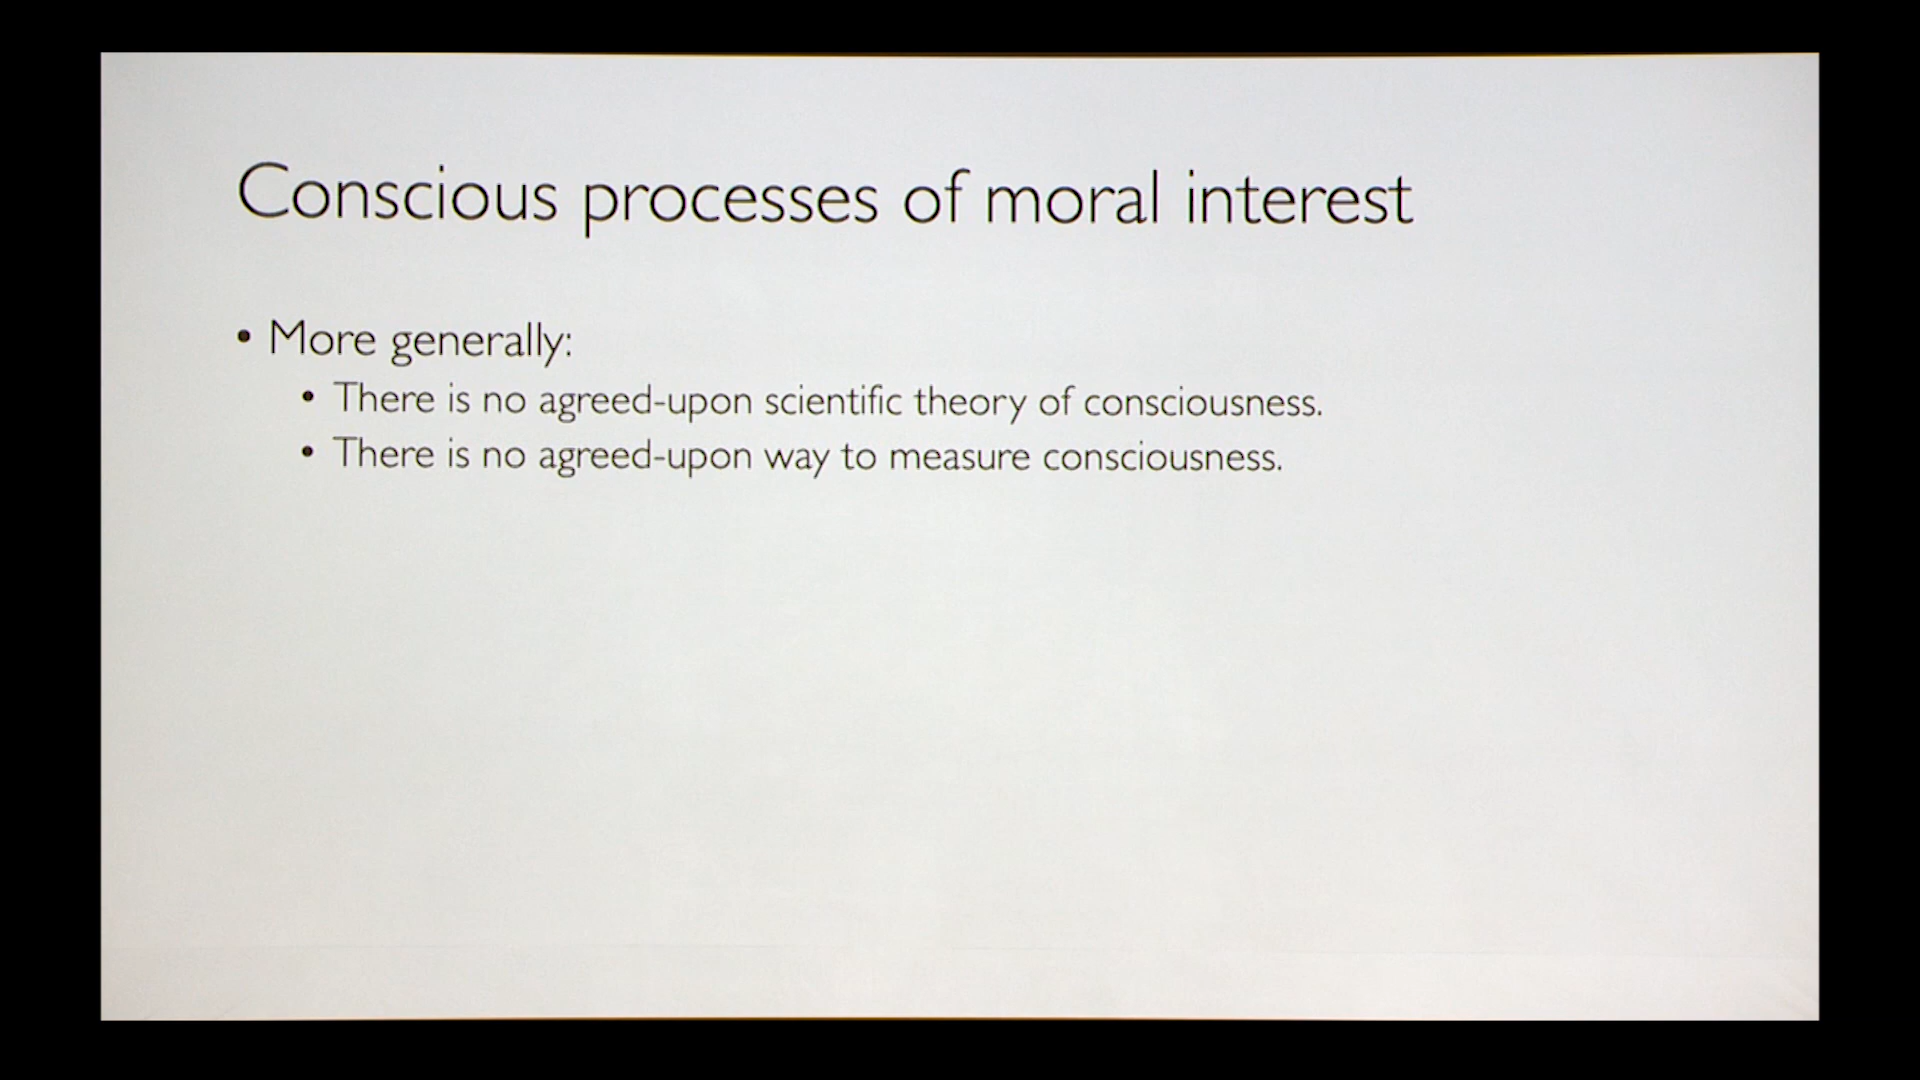 Conscious processes of moral interest
• More generally:
• There is no agreed-upon scientific theory of consciousness.
• There is no agreed-upon way to measure consciousness.